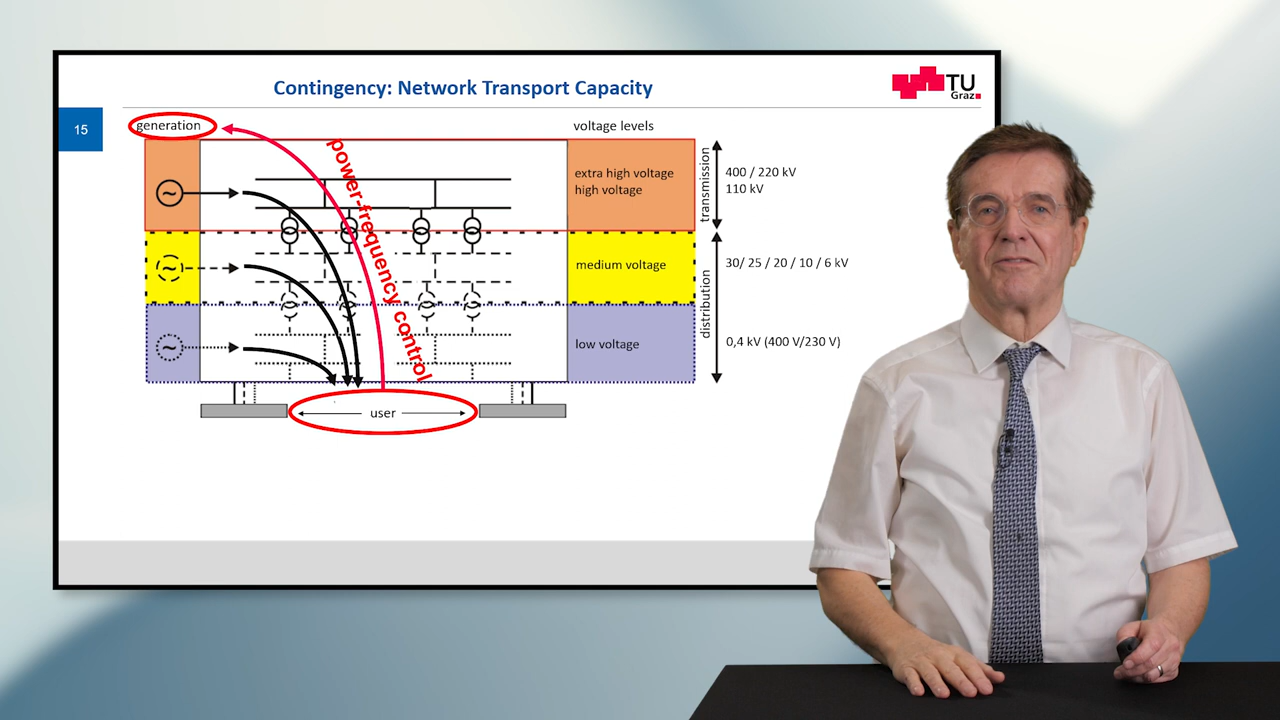 Contingency: Network Transport Capacity
TU
Graz
15
generation
voltage levels
power-frequency control
extra high voltage
high voltage
transmission
400 / 220 kV
110 kV
medium voltage
30/ 25 / 20 / 10 / 6 kV
distribution
low voltage
0,4 kV (400 V/230 V)
user